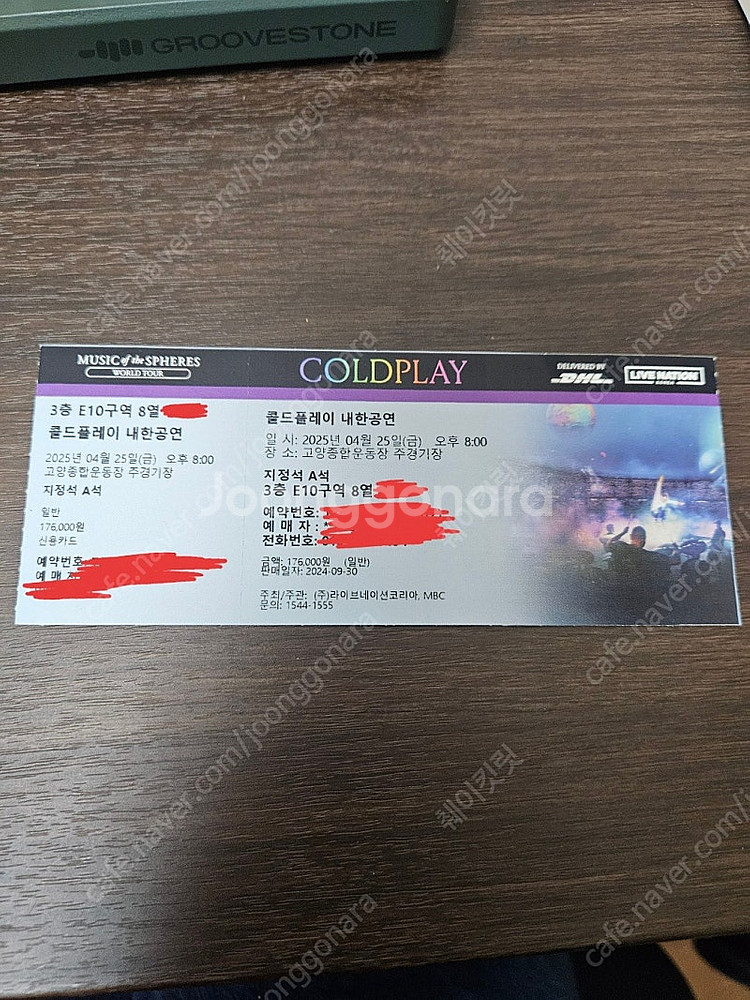 GROOVESTONE
MUSIC of the SPHERES
WORLD TOUR
COLDPLAY
DELIVERED BY
DHL
LIVE NATION
3층 E10구역 8열
콜드플레이 내한공연
2025년 04월 25일(금) 오후 8:00
고양종합운동장 주경기장
지정석 A석
일반
176,000원
신용카드
예약번호
예 매
콜드플레이 내한공연
일 시: 2025년 04월 25일(금) 오후 8:00
장 소: 고양종합운동장 주경기장
지정석 A석
3층 E10구역 8열
예약번호:
예 매 자 :
전화번호:
금액: 176,000원 (일반)
판매일자: 2024-09-30
주최/주관: (주)라이브네이션코리아, MBC
문의: 1544-1555
Joonggonara
cafe.naver.com/joonggonara
췌이킷럿